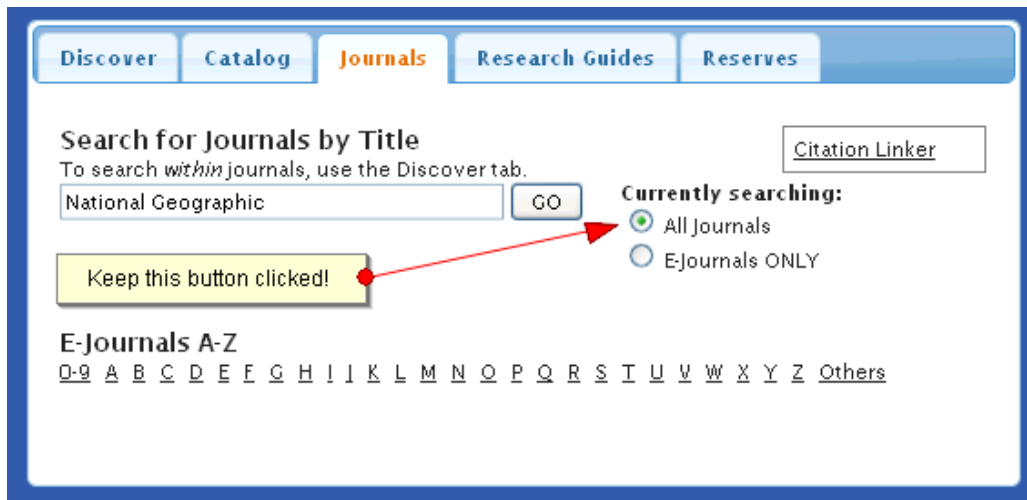 Discover Catalog Journals Research Guides Reserves
Search for Journals by Title
Citation Linker
To search within journals, use the Discover tab.
National Geographic GO
Currently searching:
All Journals
E-Journals ONLY
Keep this button clicked!
E-Journals A-Z
0-9 A B C D E F G H I J K L M N O P Q R S T U V W X Y Z Others